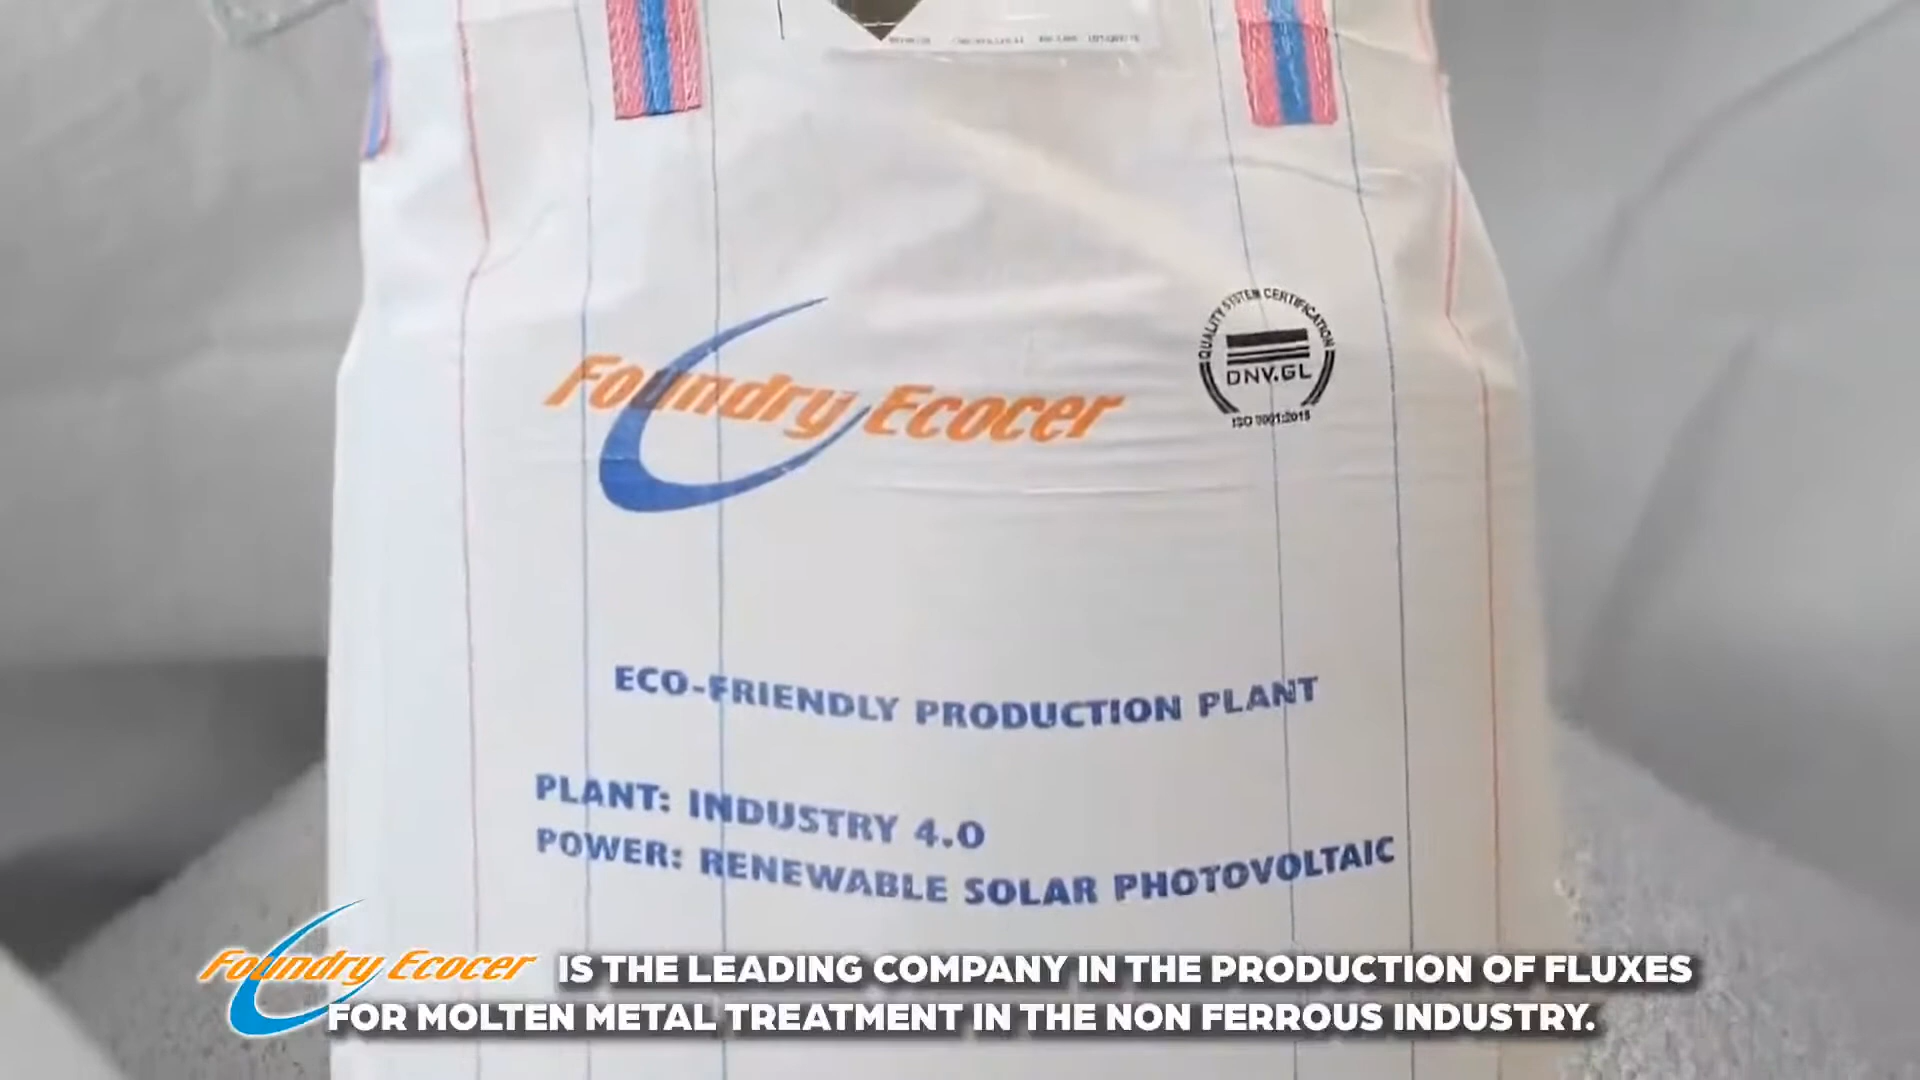 Foundry Ecocer
QUALITY SYSTEM CERTIFICATION
DNV.GL
ISO 9001:2015
ECO-FRIENDLY PRODUCTION PLANT
PLANT: INDUSTRY 4.0
POWER: RENEWABLE SOLAR PHOTOVOLTAIC
Foundry Ecocer IS THE LEADING COMPANY IN THE PRODUCTION OF FLUXES
FOR MOLTEN METAL TREATMENT IN THE NON FERROUS INDUSTRY.